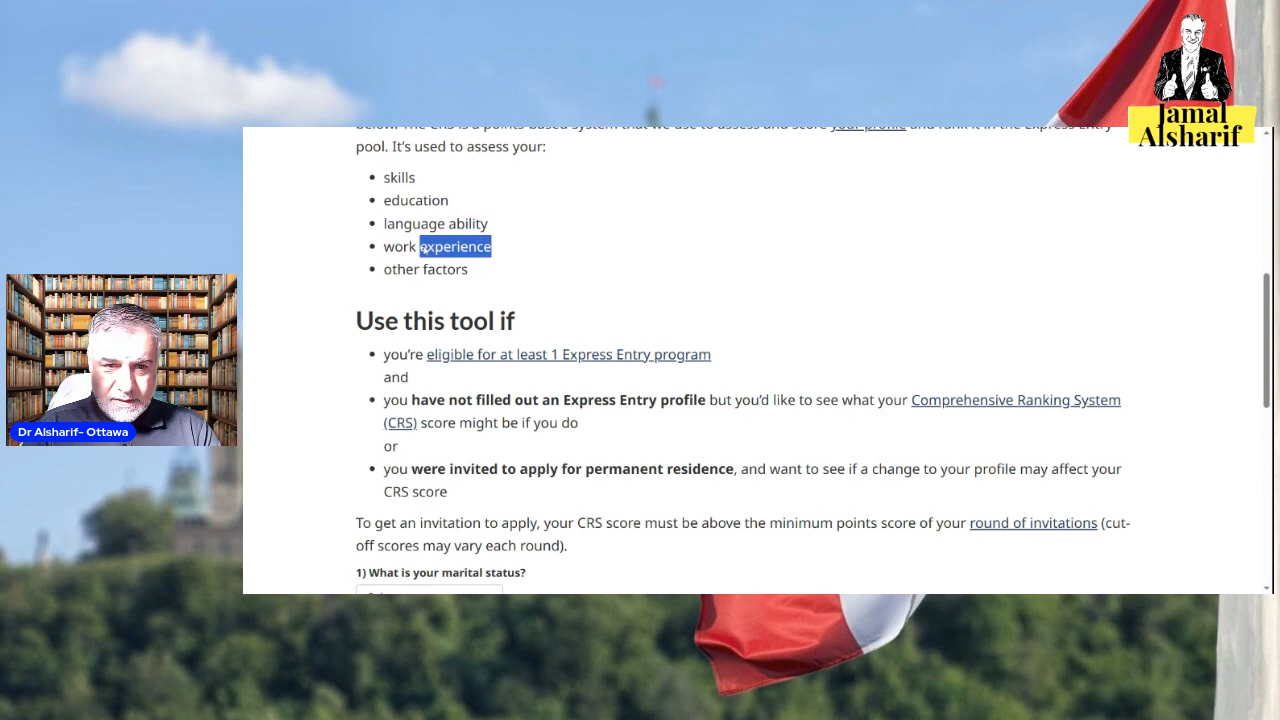 Jamal
Alsharif
below. The CRS is a points-based system that we use to assess and score your profile and rank it in the Express Entry
pool. It's used to assess your:
• skills
• education
• language ability
• work experience
• other factors
Use this tool if
• you're eligible for at least 1 Express Entry program
and
• you have not filled out an Express Entry profile but you'd like to see what your Comprehensive Ranking System
(CRS) score might be if you do
or
• you were invited to apply for permanent residence, and want to see if a change to your profile may affect your
CRS score
To get an invitation to apply, your CRS score must be above the minimum points score of your round of invitations (cut-
off scores may vary each round).
1) What is your marital status?
Dr Alsharif- Ottawa